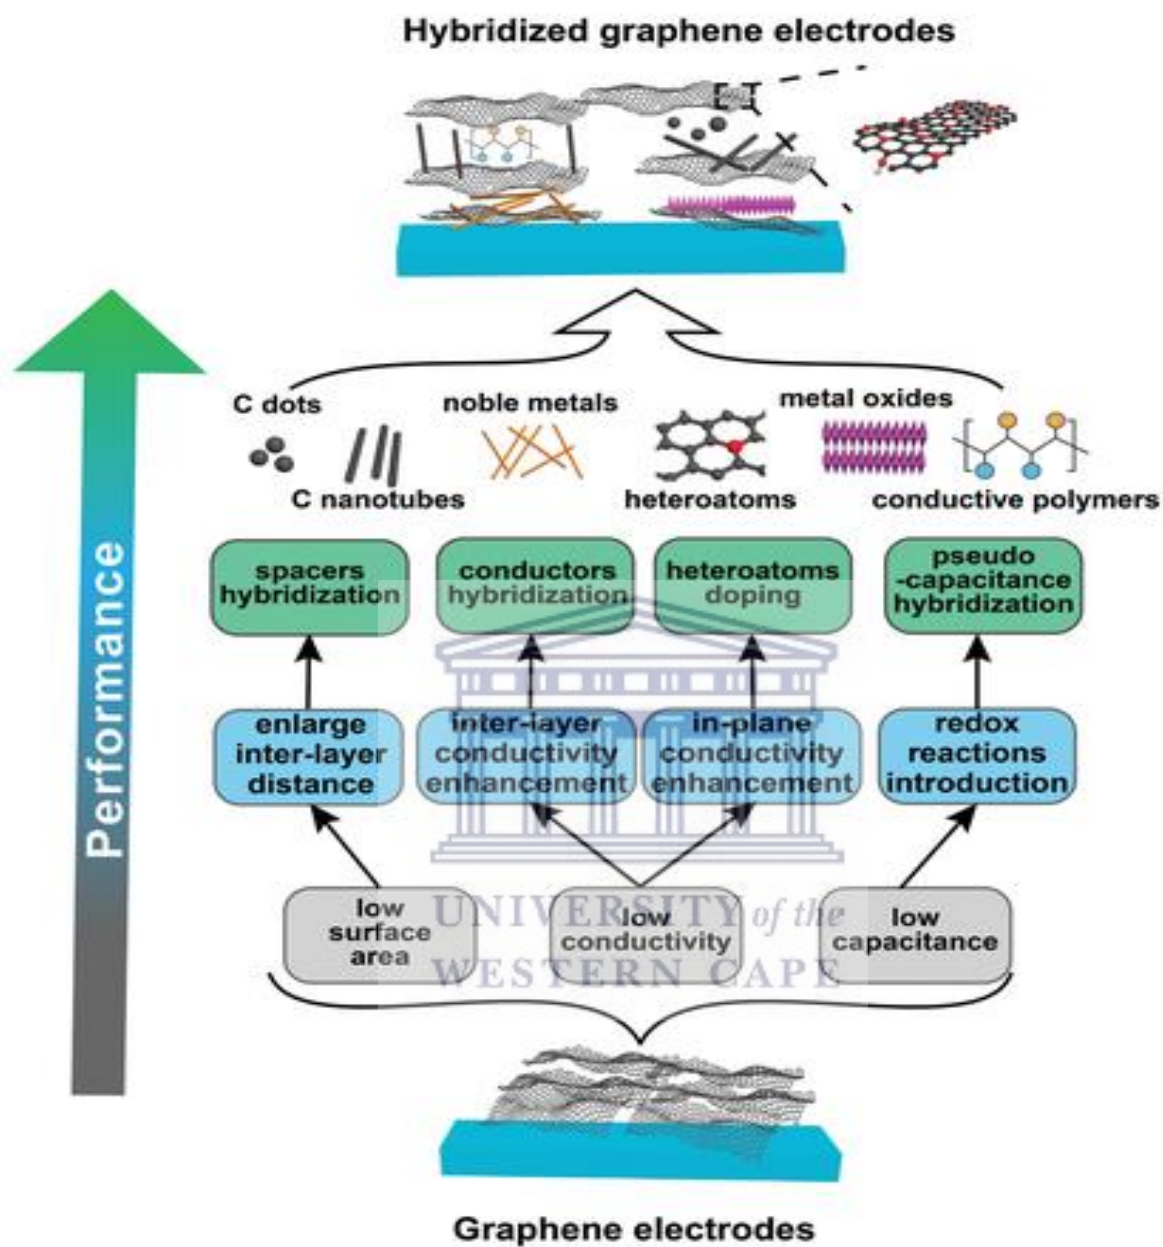 Hybridized graphene electrodes
C dots
noble metals
metal oxides
C nanotubes
heteroatoms
conductive polymers
spacers
hybridization
conductors
hybridization
heteroatoms
doping
pseudo
-capacitance
hybridization
enlarge
inter-layer
distance
inter-layer
conductivity
enhancement
in-plane
conductivity
enhancement
redox
reactions
introduction
low
surface
area
low
conductivity
low
capacitance
Performance
UNIVERSITY of the
WESTERN CAPE
Graphene electrodes